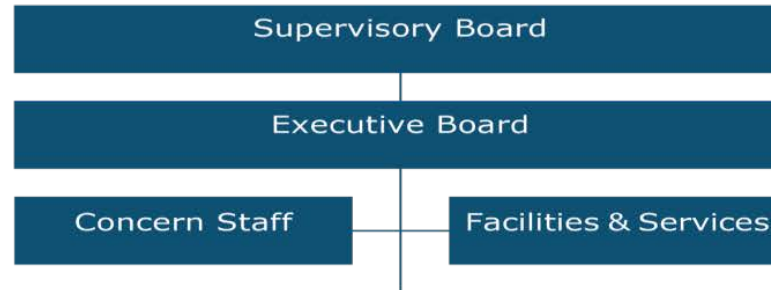 Supervisory Board
Executive Board
Concern Staff
Facilities & Services